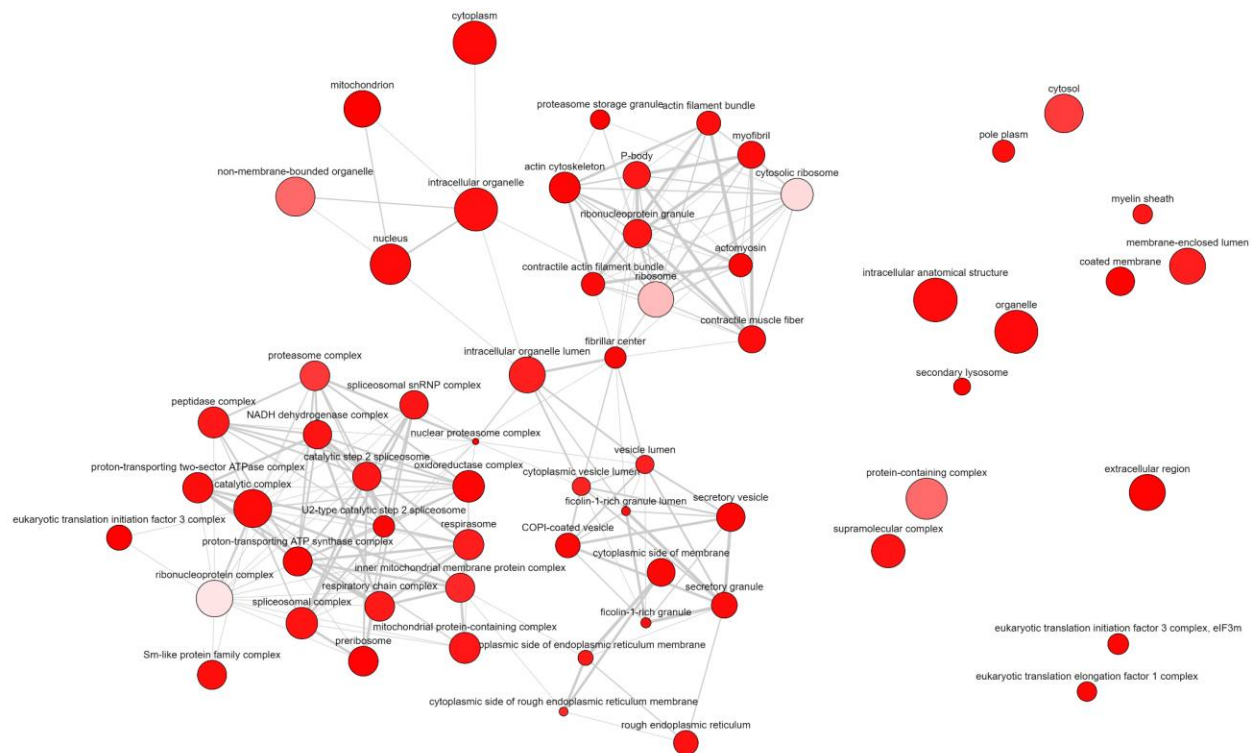 cytoplasm
mitochondrion
proteasome storage granule
actin filament bundle
cytosol
myofibril
pole plasm
P-body
actin cytoskeleton
non-membrane-bounded organelle
intracellular organelle
cytosolic ribosome
myelin sheath
ribonucleoprotein granule
nucleus
actomyosin
membrane-enclosed lumen
contractile actin filament bundle
coated membrane
intracellular anatomical structure
ribosome
organelle
contractile muscle fiber
fibrillar center
intracellular organelle lumen
proteasome complex
secondary lysosome
spliceosomal snRNP complex
peptidase complex
NADH dehydrogenase complex
nuclear proteasome complex
vesicle lumen
catalytic step 2 spliceosome
oxidoreductase complex
proton-transporting two-sector ATPase complex
cytoplasmic vesicle lumen
protein-containing complex
extracellular region
catalytic complex
ficolin-1-rich granule lumen
secretory vesicle
U2-type catalytic step 2 spliceosome
eukaryotic translation initiation factor 3 complex
respirasome
COPI-coated vesicle
supramolecular complex
proton-transporting ATP synthase complex
cytoplasmic side of membrane
inner mitochondrial membrane protein complex
ribonucleoprotein complex
respiratory chain complex
secretory granule
spliceosomal complex
ficolin-1-rich granule
mitochondrial protein-containing complex
eukaryotic translation initiation factor 3 complex, eIF3m
preribosome
oplasmic side of endoplasmic reticulum membrane
Sm-like protein family complex
eukaryotic translation elongation factor 1 complex
cytoplasmic side of rough endoplasmic reticulum membrane
rough endoplasmic reticulum